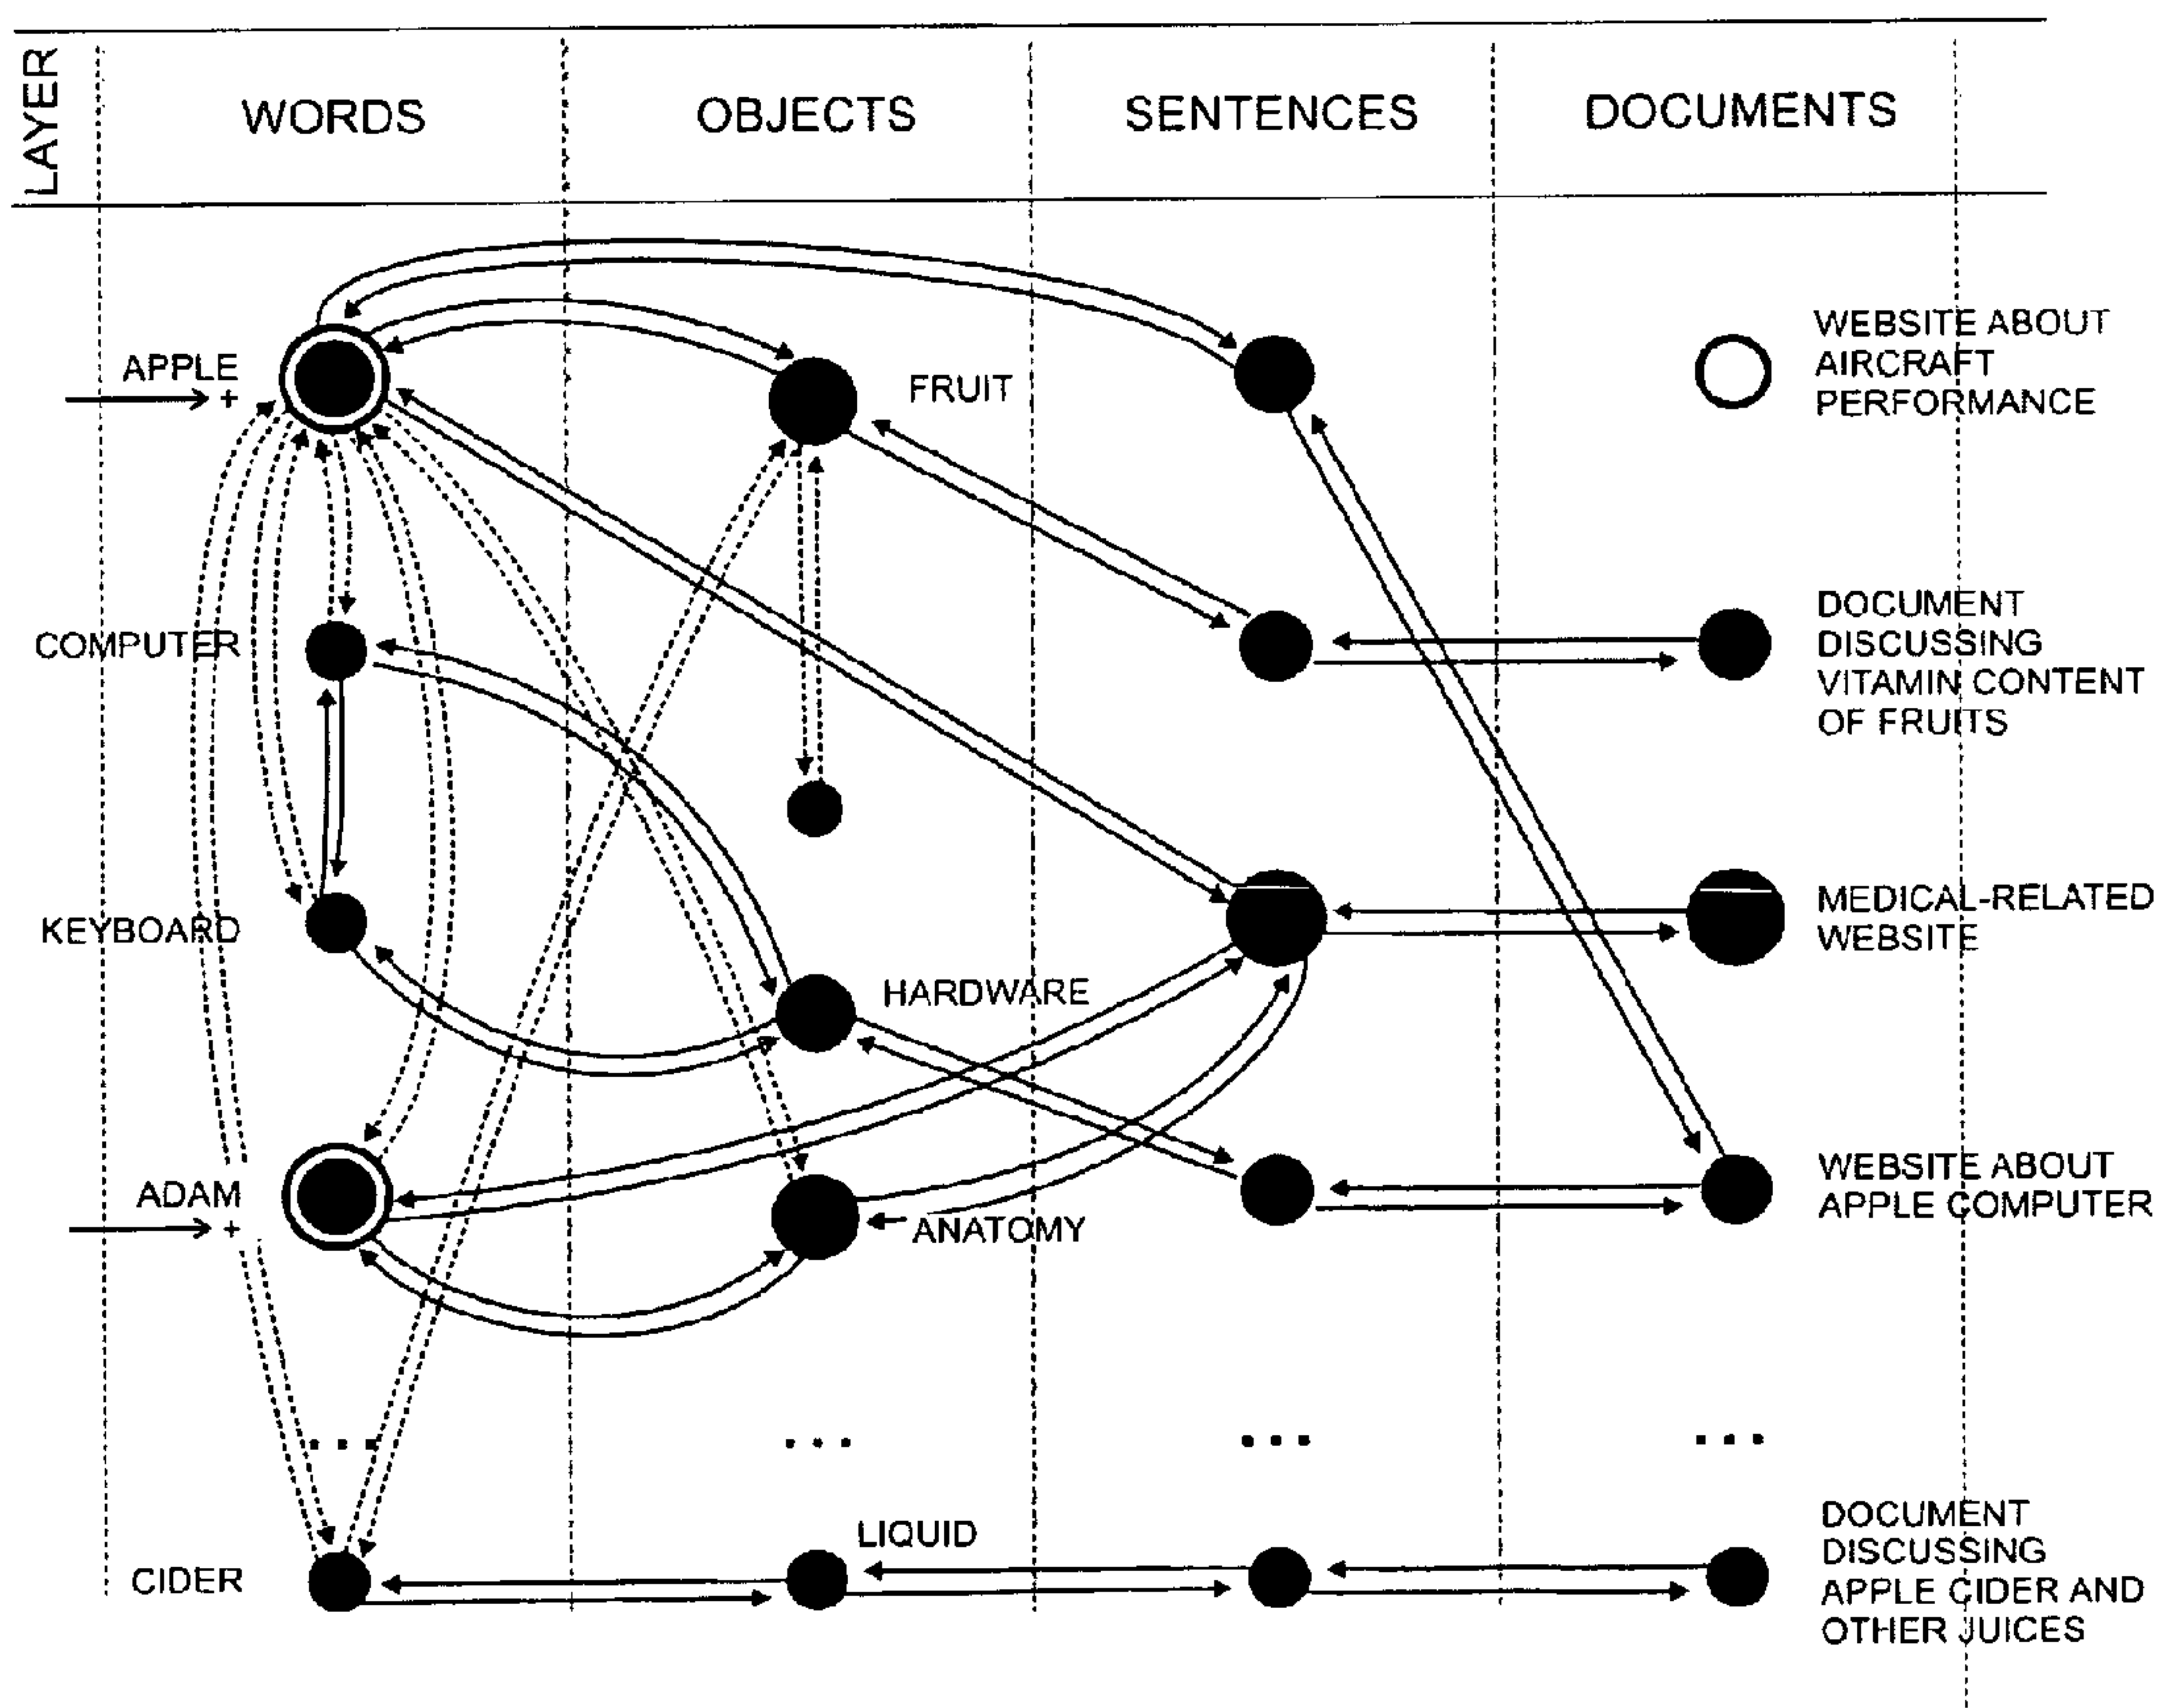 LAYER
WORDS
OBJECTS
SENTENCES
DOCUMENTS
APPLE
+
FRUIT
WEBSITE ABOUT
AIRCRAFT
PERFORMANCE
COMPUTER
DOCUMENT
DISCUSSING
VITAMIN CONTENT
OF FRUITS
KEYBOARD
HARDWARE
MEDICAL-RELATED
WEBSITE
ADAM
+
ANATOMY
WEBSITE ABOUT
APPLE COMPUTER
... ... ... ...
CIDER
LIQUID
DOCUMENT
DISCUSSING
APPLE CIDER AND
OTHER JUICES